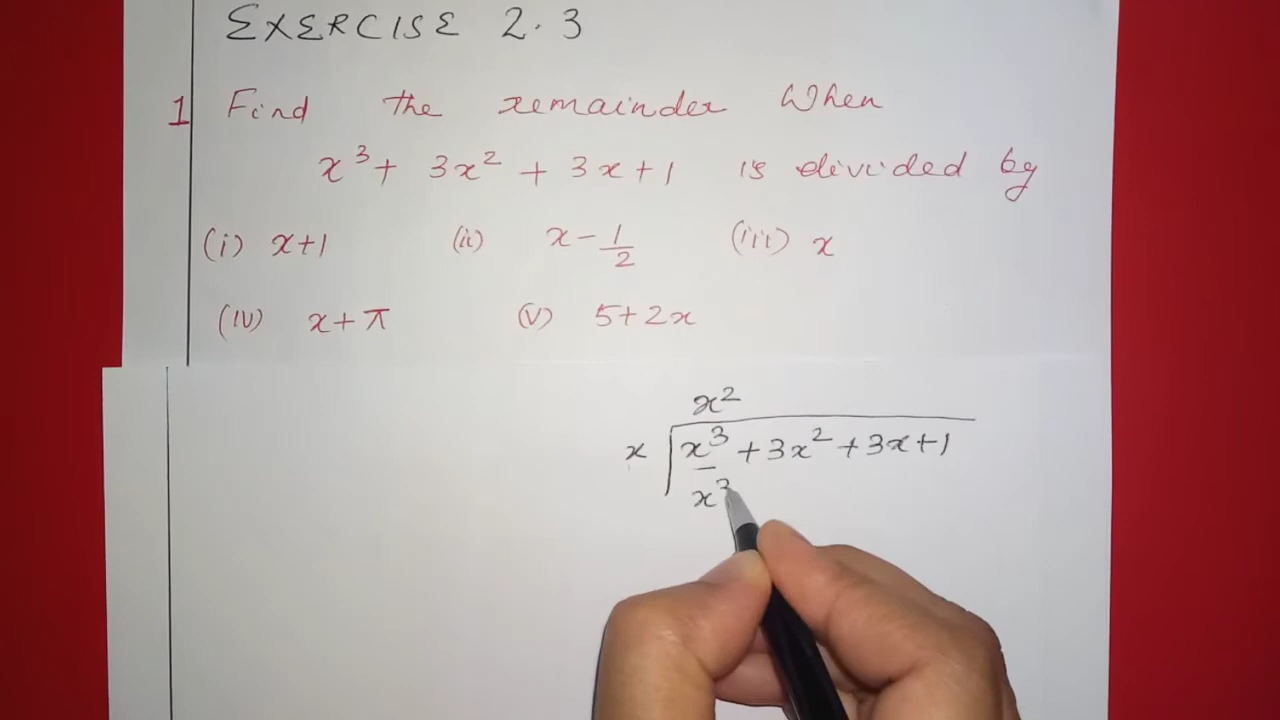 EXERCISE 2.3
1 Find the remainder When
x³ + 3x² + 3x + 1 is divided by
(i) x+1 (ii) x - 1/2 (iii) x
(iv) x + π (v) 5+2x
x²
x x³ + 3x² + 3x + 1
x³